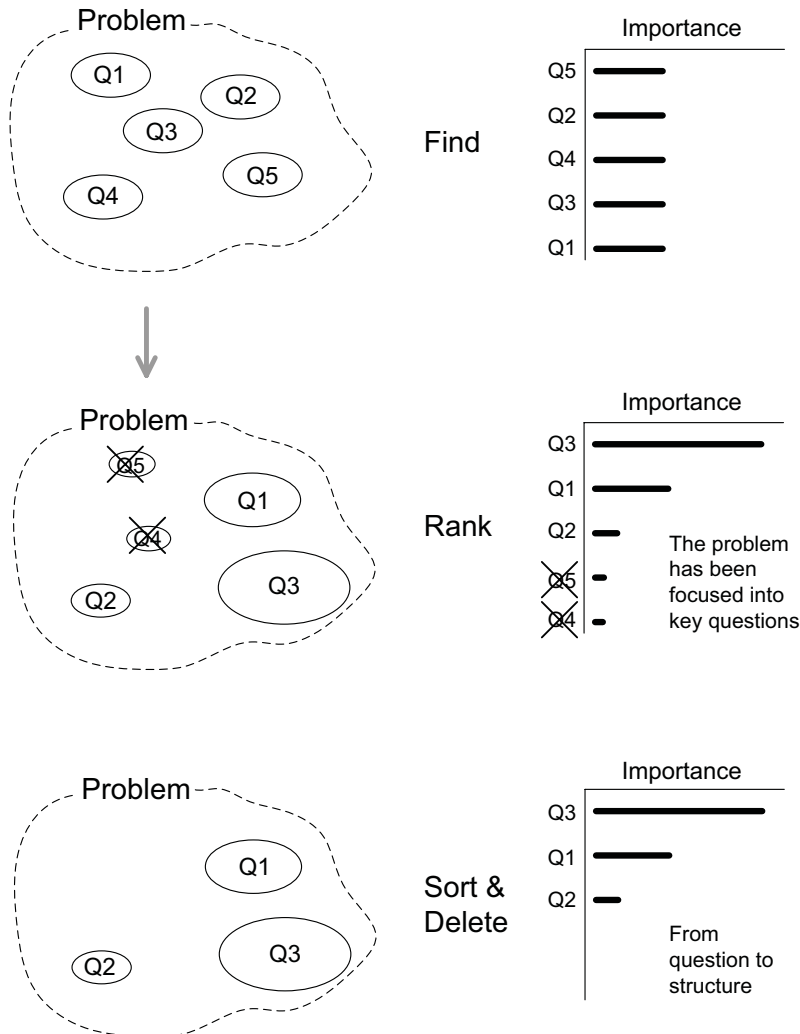 Problem
Q1
Q2
Q3
Q5
Q4
Find
Importance
Q5
Q2
Q4
Q3
Q1
Problem
Q5
Q1
Q4
Q3
Q2
Rank
Importance
Q3
Q1
Q2
Q5
Q4
The problem
has been
focused into
key questions
Problem
Q1
Q3
Q2
Sort &
Delete
Importance
Q3
Q1
Q2
From
question to
structure